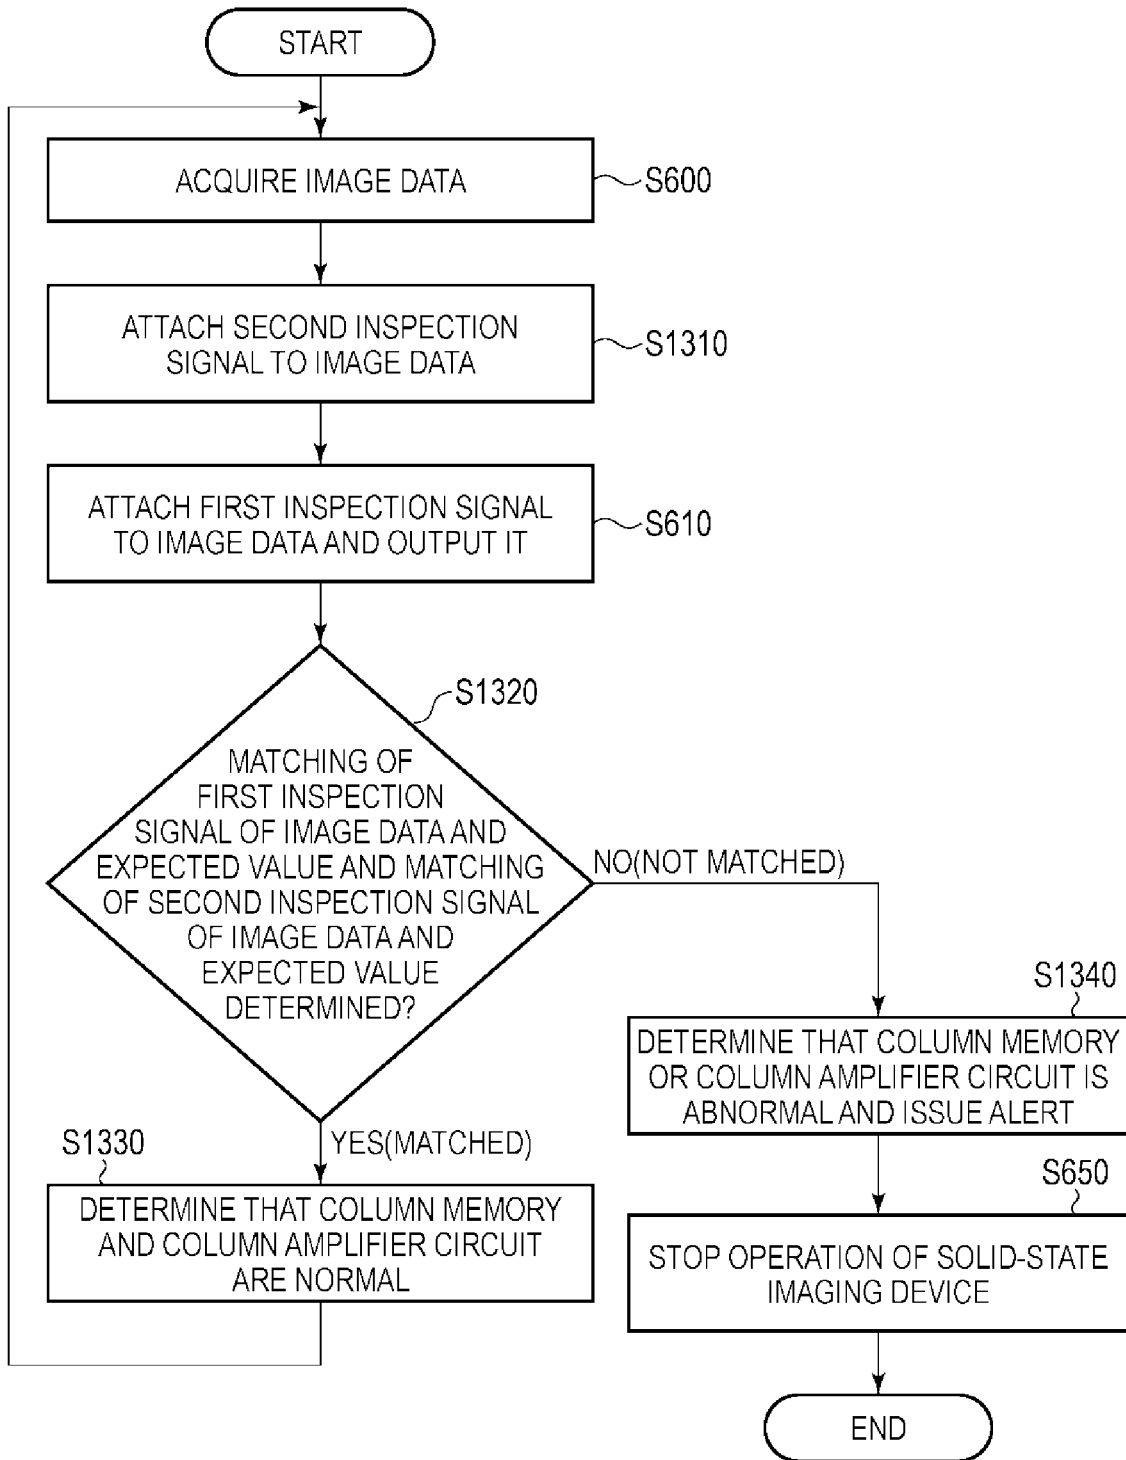 START
ACQUIRE IMAGE DATA
S600
ATTACH SECOND INSPECTION
SIGNAL TO IMAGE DATA
S1310
ATTACH FIRST INSPECTION SIGNAL
TO IMAGE DATA AND OUTPUT IT
S610
S1320
MATCHING OF
FIRST INSPECTION
SIGNAL OF IMAGE DATA AND
EXPECTED VALUE AND MATCHING
OF SECOND INSPECTION SIGNAL
OF IMAGE DATA AND
EXPECTED VALUE
DETERMINED?
NO(NOT MATCHED)
YES(MATCHED)
S1330
DETERMINE THAT COLUMN MEMORY
AND COLUMN AMPLIFIER CIRCUIT
ARE NORMAL
S1340
DETERMINE THAT COLUMN MEMORY
OR COLUMN AMPLIFIER CIRCUIT IS
ABNORMAL AND ISSUE ALERT
S650
STOP OPERATION OF SOLID-STATE
IMAGING DEVICE
END